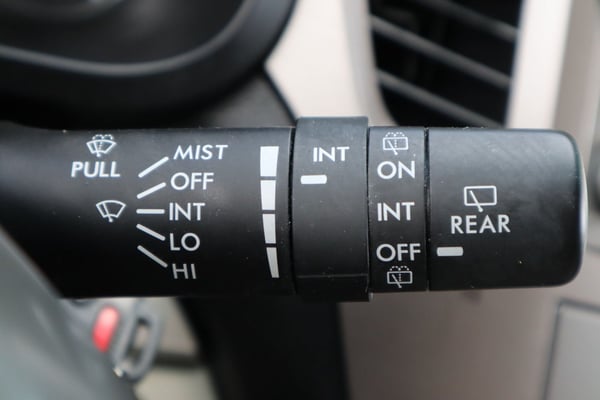 PULL
MIST
OFF
INT
LO
HI
INT
ON
INT
OFF
REAR